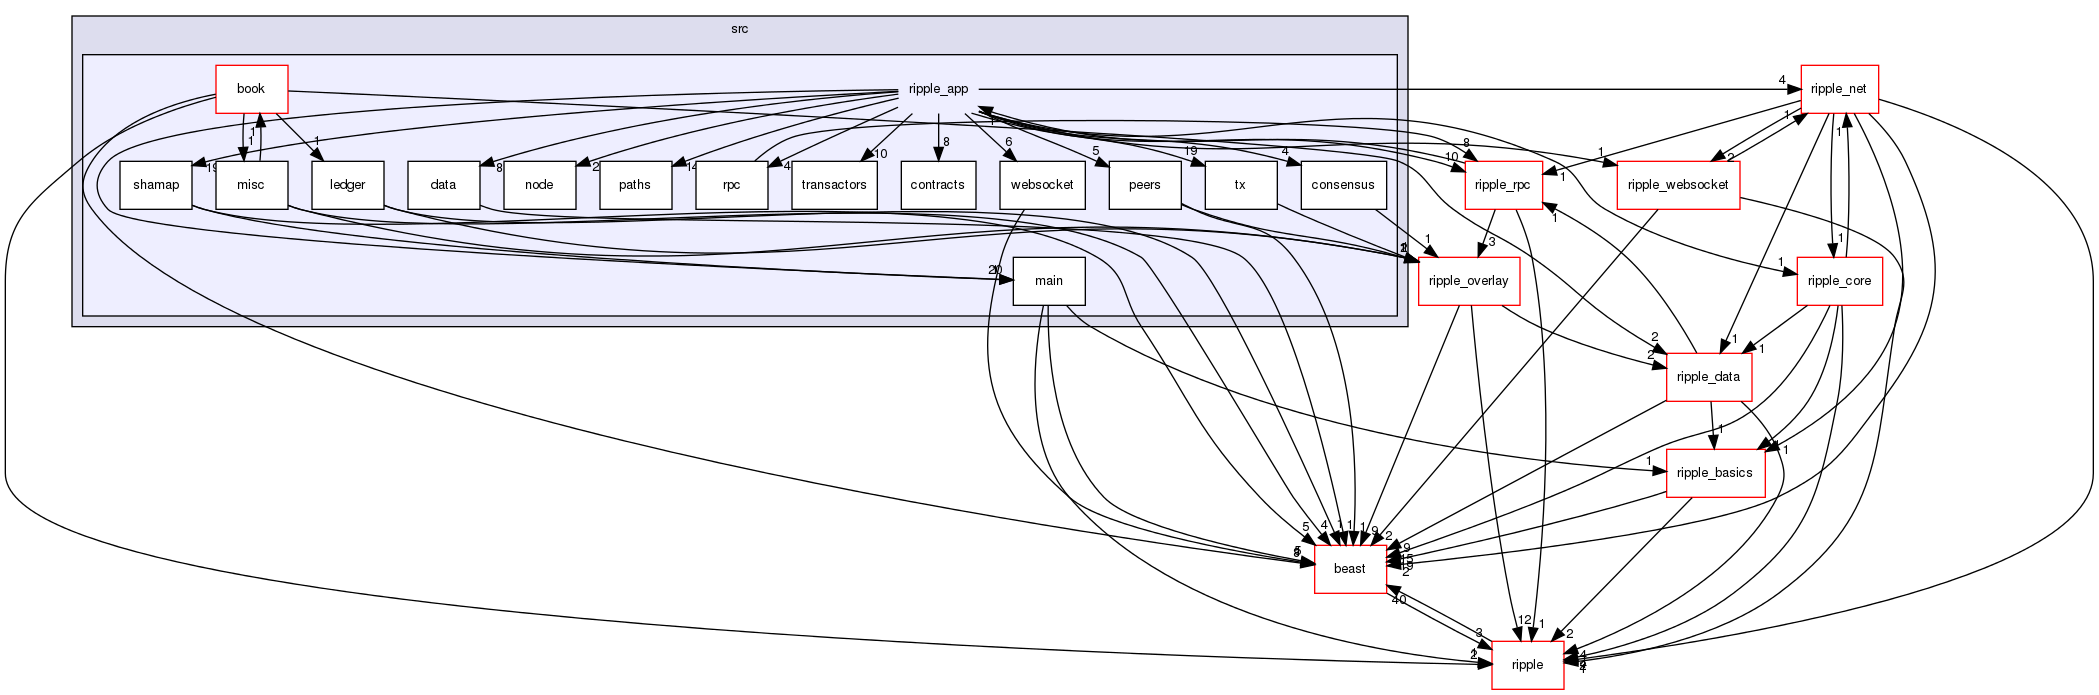 src
book
ripple_app
4
ripple_net
1
1
1
1
1
19
8
2
14
4
10
8
6
5
19
4
10
8
1
1
2
1
shamap
misc
ledger
data
node
paths
rpc
transactors
contracts
websocket
peers
tx
consensus
ripple_rpc
ripple_websocket
1
1
3
1
1
20
main
ripple_overlay
ripple_core
2
2
1
1
ripple_data
1
1
1
ripple_basics
5
4
1
1
1
9
2
9
15
19
2
beast
40
3
12
1
2
4
ripple